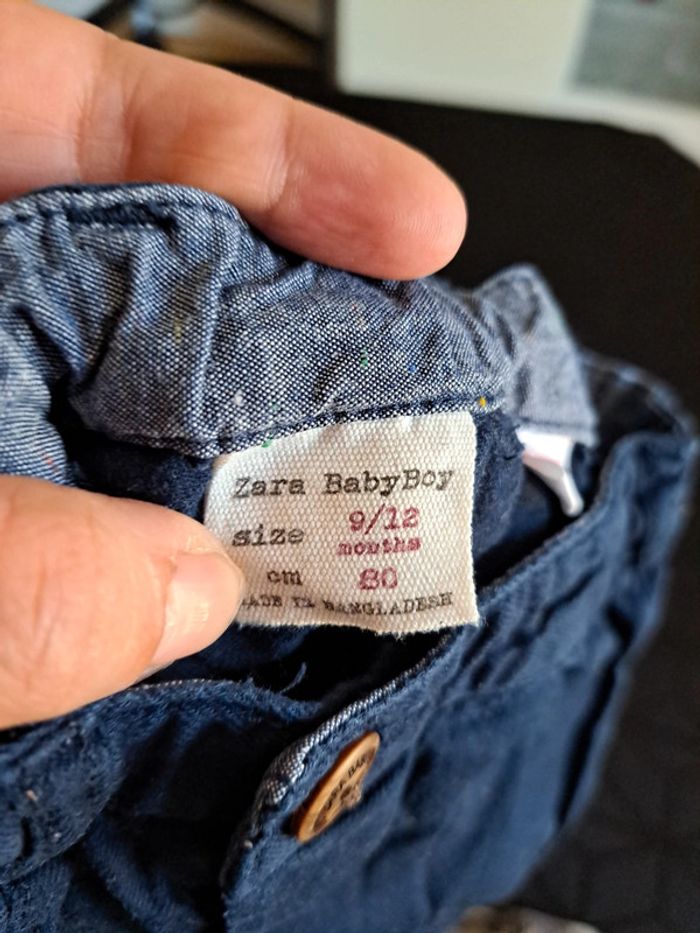 Zara BabyBoy
size 9/12
months
cm 80
MADE IN BANGLADESH